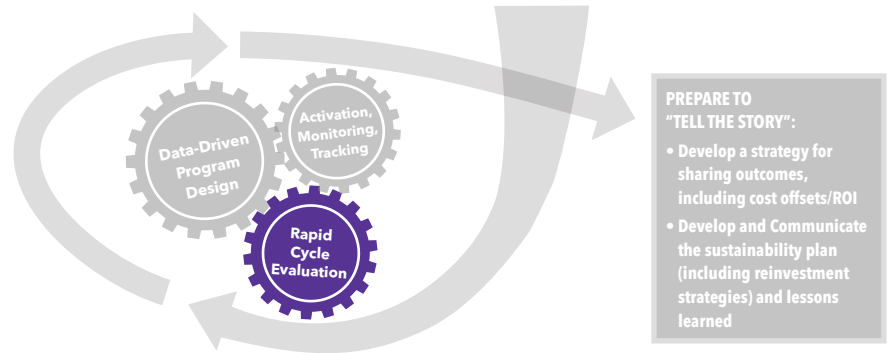 Data-Driven
Program
Design
Activation,
Monitoring,
Tracking
Rapid
Cycle
Evaluation
PREPARE TO
“TELL THE STORY”:
• Develop a strategy for
sharing outcomes,
including cost offsets/ROI
• Develop and Communicate
the sustainability plan
(including reinvestment
strategies) and lessons
learned